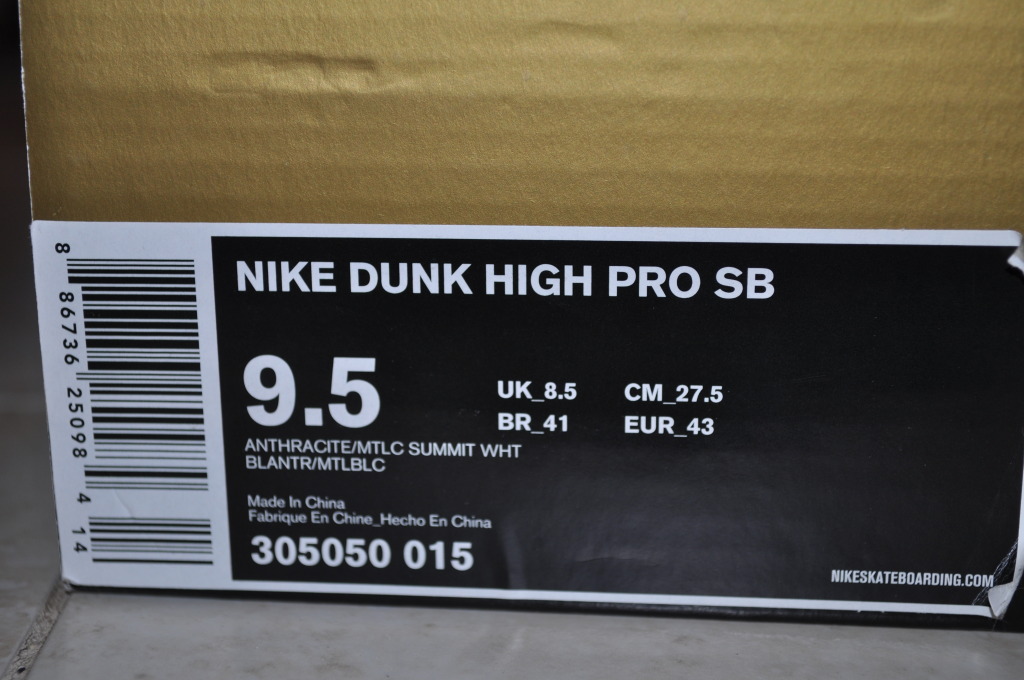 8 86736 25098 4 14
NIKE DUNK HIGH PRO SB
9.5
UK_8.5 CM_27.5
BR_41 EUR_43
ANTHRACITE/MTLC SUMMIT WHT
BLANTR/MTLBLC
Made In China
Fabrique En Chine_Hecho En China
305050 015
NIKESKATEBOARDING.COM